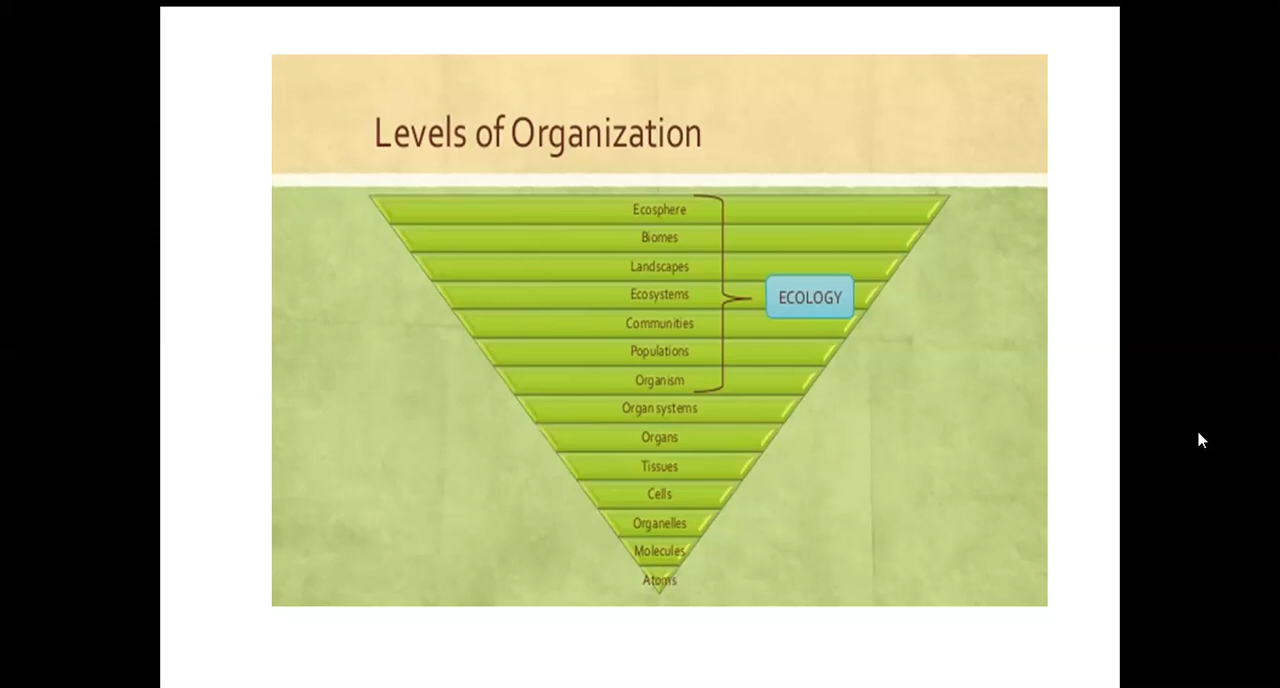 Levels of Organization
Ecosphere
Biomes
Landscapes
Ecosystems
ECOLOGY
Communities
Populations
Organism
Organ systems
Organs
Tissues
Cells
Organelles
Molecules
Atoms